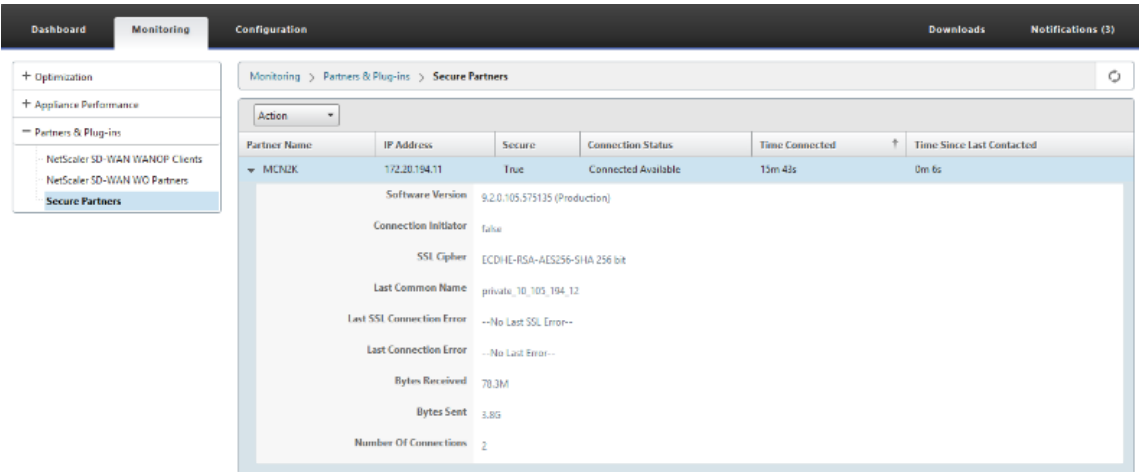 Dashboard Monitoring Configuration Downloads Notifications (3)
+ Optimization
+ Appliance Performance
− Partners & Plug-ins
NetScaler SD-WAN WANOP Clients
NetScaler SD-WAN WO Partners
Secure Partners
Monitoring > Partners & Plug-ins > Secure Partners
Action
Partner Name IP Address Secure Connection Status Time Connected ↑ Time Since Last Contacted
MCN2K 172.20.194.11 True Connected Available 15m 43s 0m 6s
Software Version 9.2.0.105.575135 (Production)
Connection Initiator false
SSL Cipher ECDHE-RSA-AES256-SHA 256 bit
Last Common Name private_10_105_194_12
Last SSL Connection Error --No Last SSL Error--
Last Connection Error --No Last Error--
Bytes Received 78.3M
Bytes Sent 3.8G
Number Of Connections 2